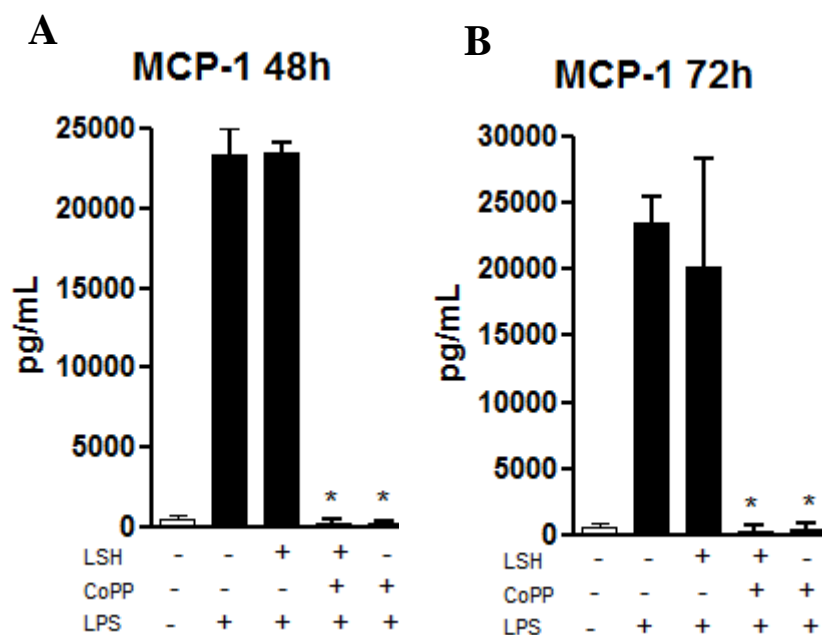 A
MCP-1 48h
pg/mL
25000
20000
15000
10000
5000
0
* *
LSH - - + + -
CoPP - - - + +
LPS - + + + +
B
MCP-1 72h
pg/mL
30000
25000
20000
15000
10000
5000
0
* *
LSH - - + + -
CoPP - - - + +
LPS - + + + +